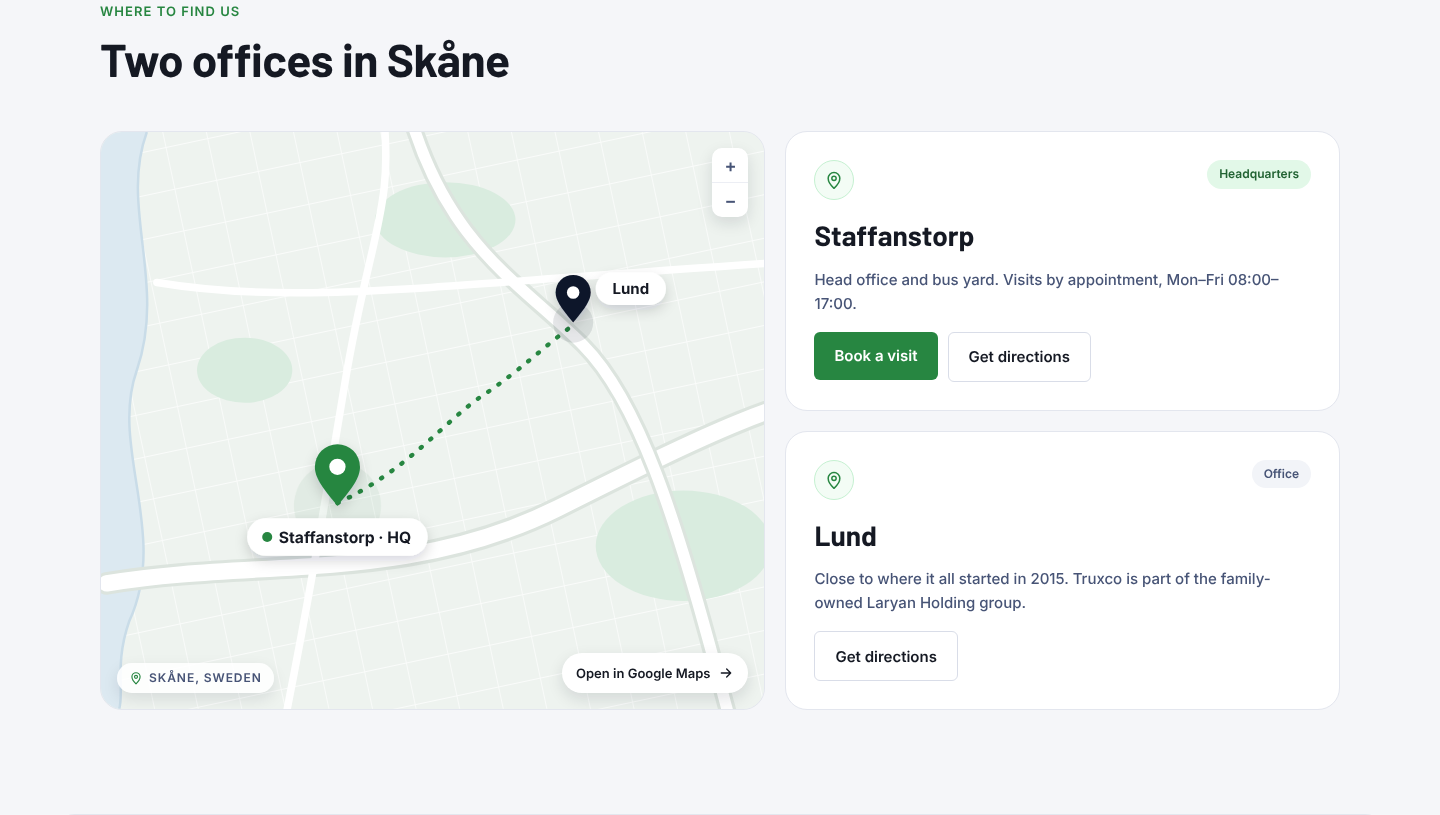 WHERE TO FIND US
Two offices in Skåne
+
−
Lund
Staffanstorp · HQ
SKÅNE, SWEDEN
Open in Google Maps →
Headquarters
Staffanstorp
Head office and bus yard. Visits by appointment, Mon–Fri 08:00–
17:00.
Book a visit
Get directions
Office
Lund
Close to where it all started in 2015. Truxco is part of the family-
owned Laryan Holding group.
Get directions